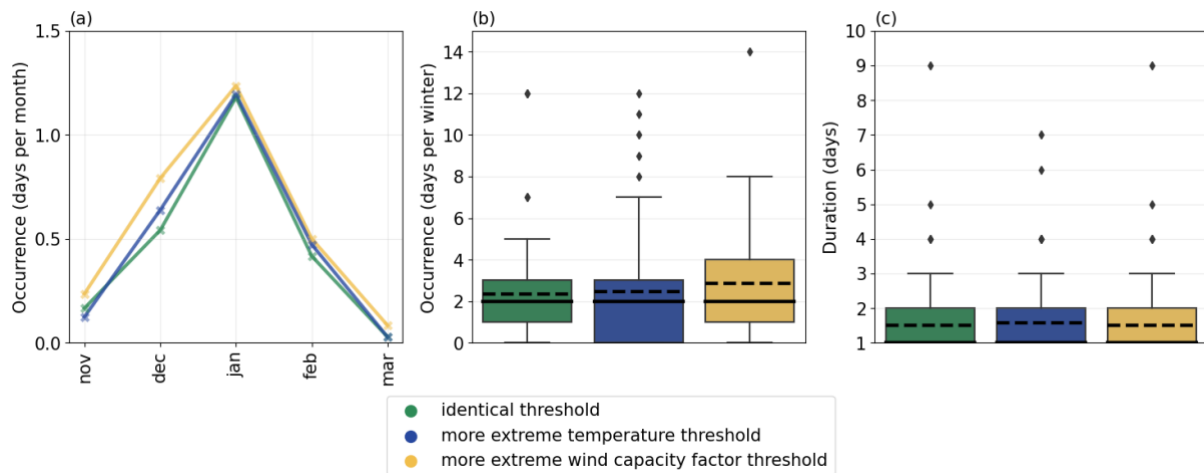 (a)
Occurrence (days per month)
1.5
1.0
0.5
0.0
nov
dec
jan
feb
mar
(b)
Occurrence (days per winter)
14
12
10
8
6
4
2
0
(c)
Duration (days)
10
9
8
7
6
5
4
3
2
1
identical threshold
more extreme temperature threshold
more extreme wind capacity factor threshold